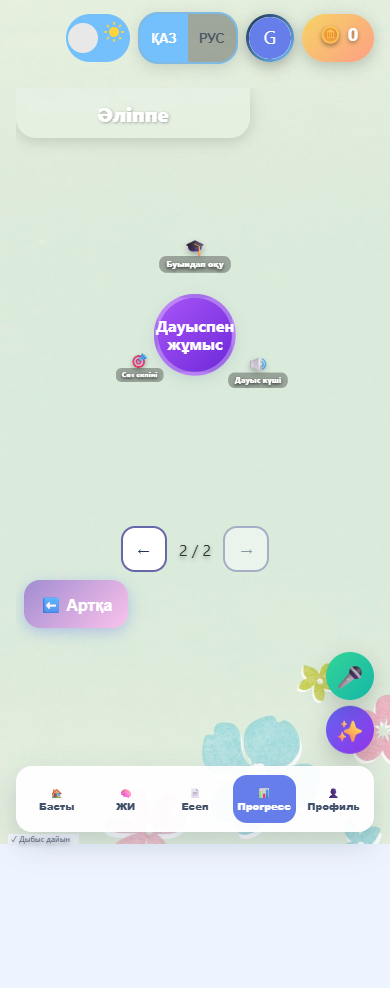 ҚАЗ РУС G 0
Әліппе
Буындап оқу
Дауыспен
жұмыс
Сөз екпіні
Дауыс күші
← 2 / 2 →
Артқа
Басты ЖИ Есеп Прогресс Профиль
✓ Дыбыс дайын